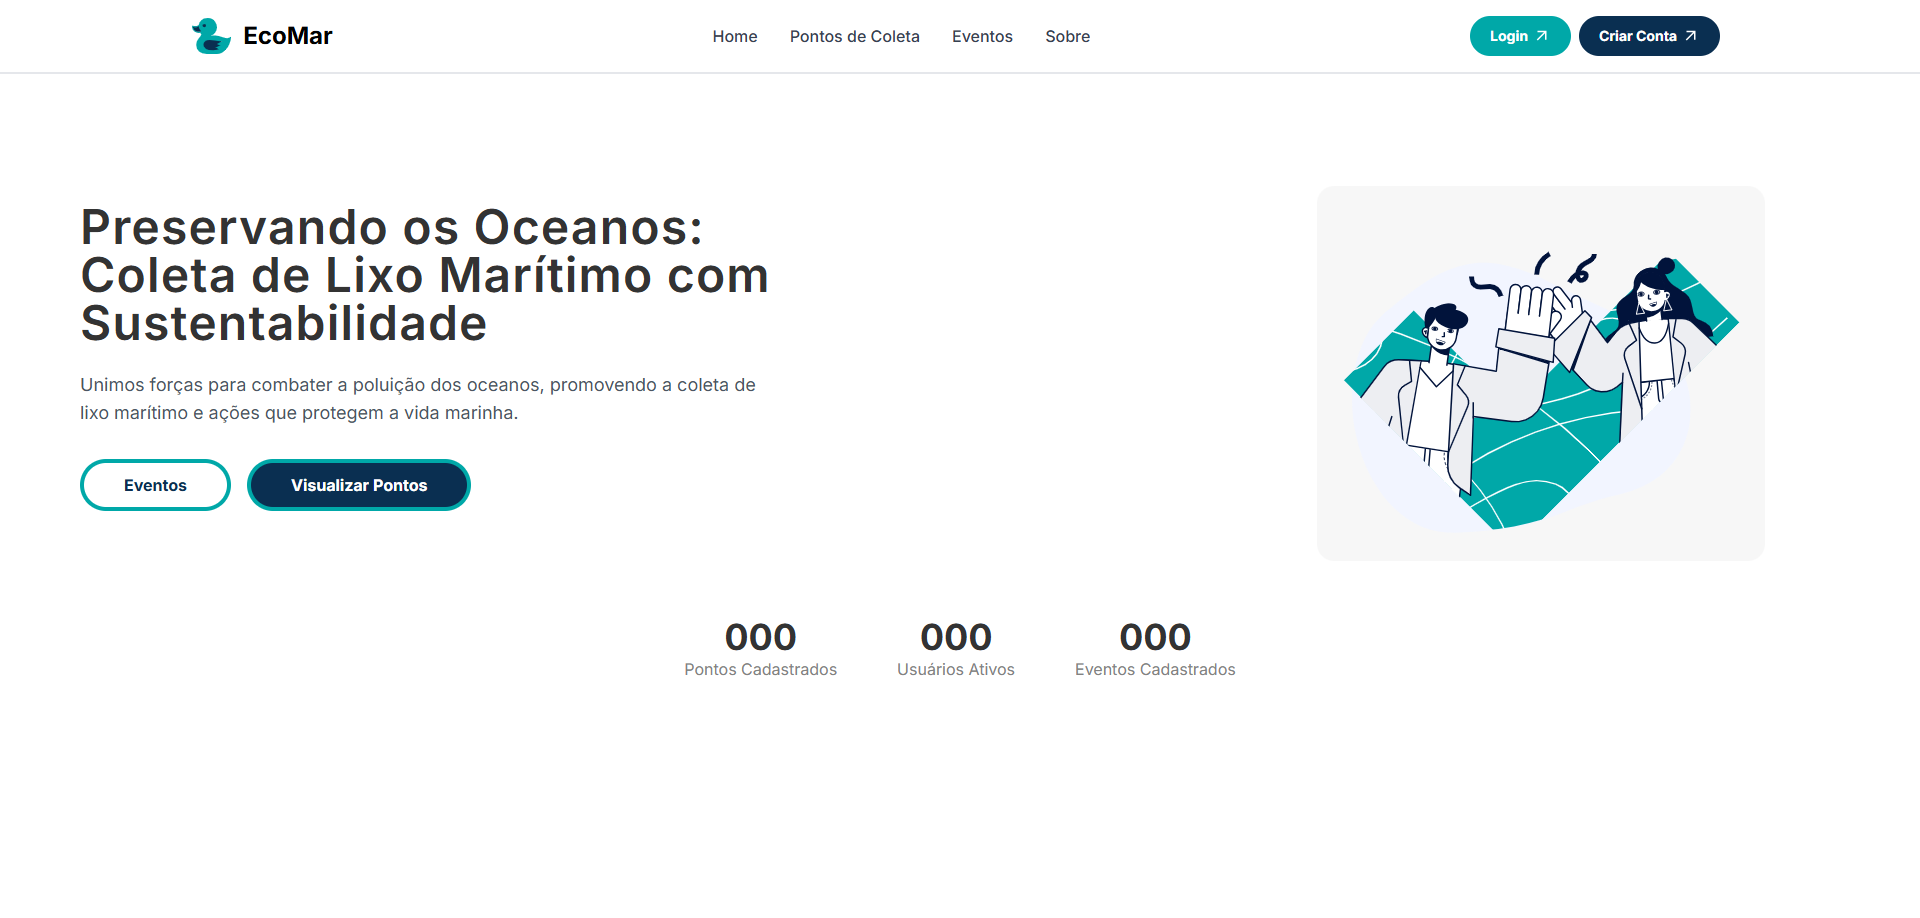 EcoMar
Home
Pontos de Coleta
Eventos
Sobre
Login
Criar Conta
Preservando os Oceanos:
Coleta de Lixo Marítimo com
Sustentabilidade
Unimos forças para combater a poluição dos oceanos, promovendo a coleta de
lixo marítimo e ações que protegem a vida marinha.
Eventos
Visualizar Pontos
000
Pontos Cadastrados
000
Usuários Ativos
000
Eventos Cadastrados